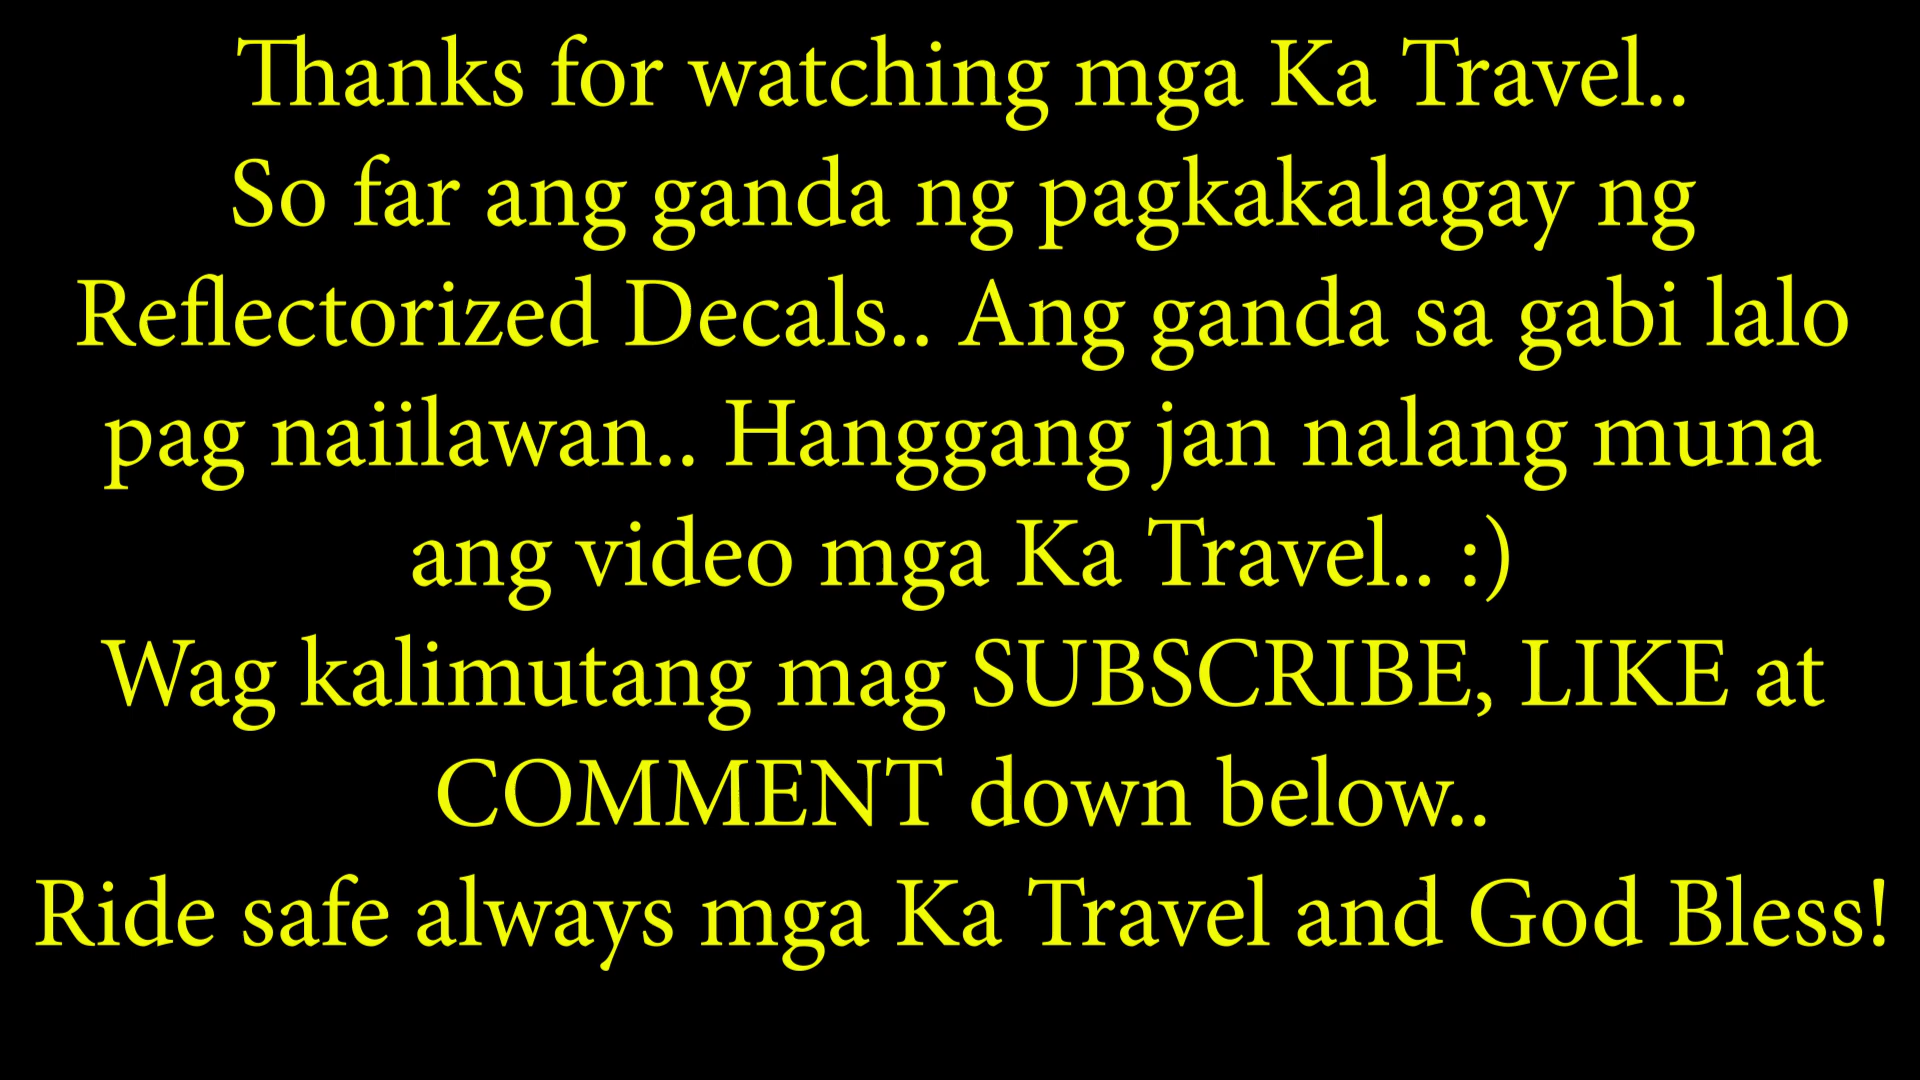 Thanks for watching mga Ka Travel..
So far ang ganda ng pagkakalagay ng
Reflectorized Decals.. Ang ganda sa gabi lalo
pag naiilawan.. Hanggang jan nalang muna
ang video mga Ka Travel.. :)
Wag kalimutang mag SUBSCRIBE, LIKE at
COMMENT down below..
Ride safe always mga Ka Travel and God Bless!